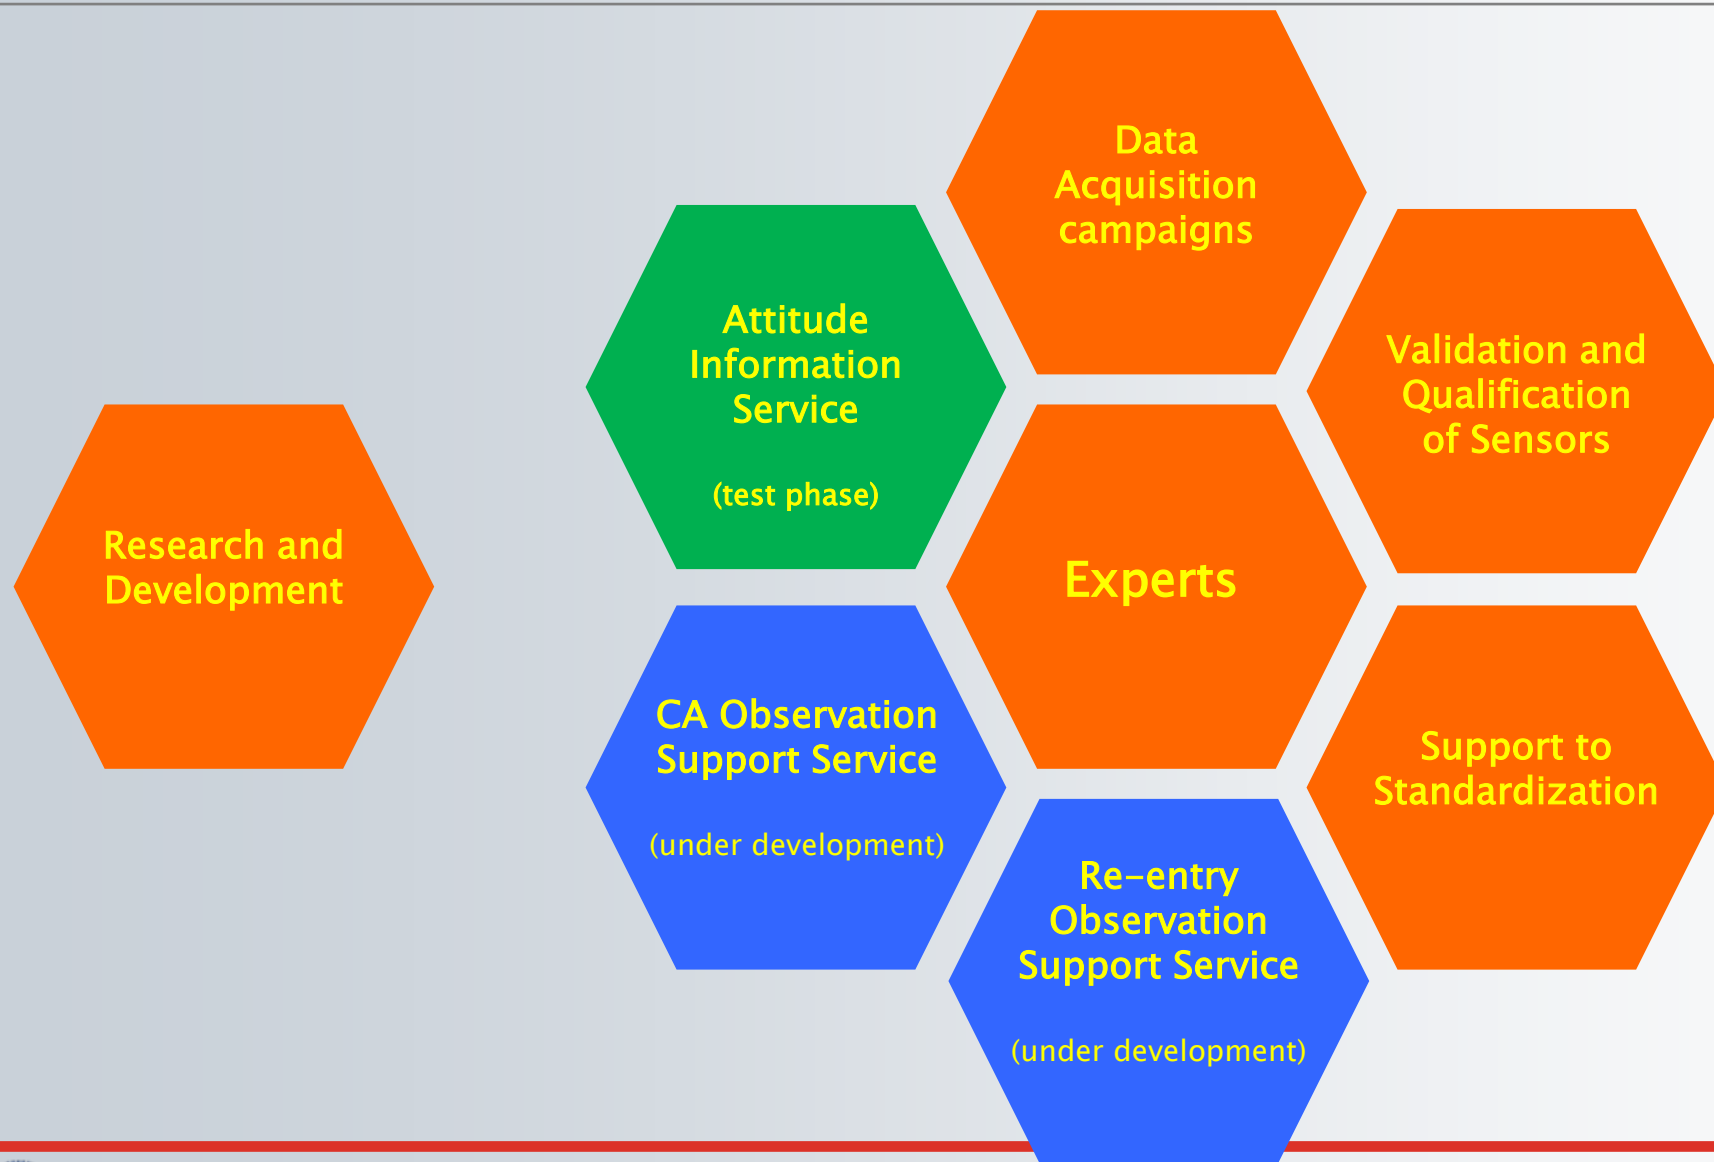 Data
Acquisition
campaigns
Attitude
Information
Service
(test phase)
Validation and
Qualification
of Sensors
Research and
Development
Experts
CA Observation
Support Service
(under development)
Support to
Standardization
Re-entry
Observation
Support Service
(under development)